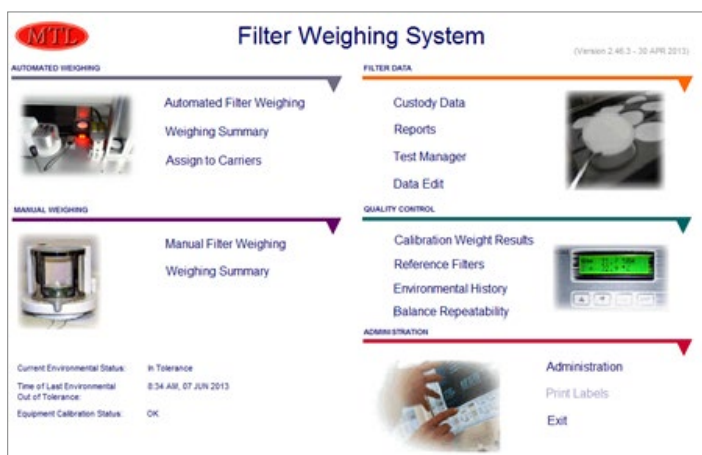 MTL
Filter Weighing System
(Version 2.46.3 - 30 APR 2013)
AUTOMATED WEIGHING
Automated Filter Weighing
Weighing Summary
Assign to Carriers
MANUAL WEIGHING
Manual Filter Weighing
Weighing Summary
Current Environmental Status: In Tolerance
Time of Last Environmental 8:34 AM, 07 JUN 2013
Out of Tolerance:
Equipment Calibration Status: OK
FILTER DATA
Custody Data
Reports
Test Manager
Data Edit
QUALITY CONTROL
Calibration Weight Results
Reference Filters
Environmental History
Balance Repeatability
ADMINISTRATION
Administration
Print Labels
Exit